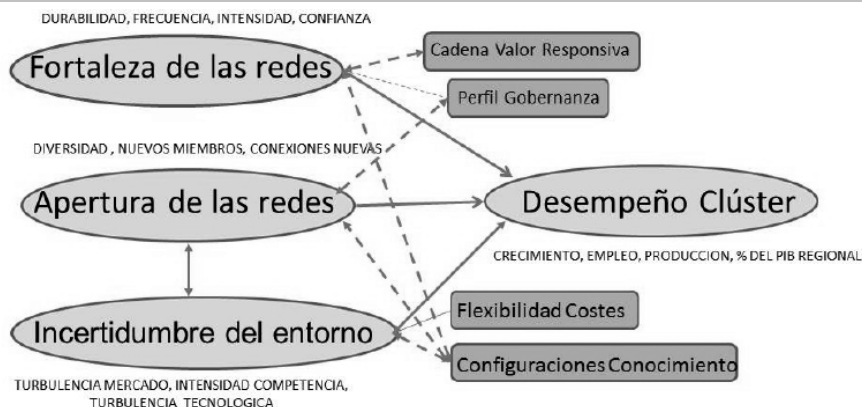 DURABILIDAD, FRECUENCIA, INTENSIDAD, CONFIANZA
Fortaleza de las redes
Cadena Valor Responsiva
Perfil Gobernanza
DIVERSIDAD , NUEVOS MIEMBROS, CONEXIONES NUEVAS
Apertura de las redes
Desempeño Clúster
CRECIMIENTO, EMPLEO, PRODUCCION, % DEL PIB REGIONAL
Flexibilidad Costes
Incertidumbre del entorno
Configuraciones Conocimiento
TURBULENCIA MERCADO, INTENSIDAD COMPETENCIA,
TURBULENCIA TECNOLOGICA